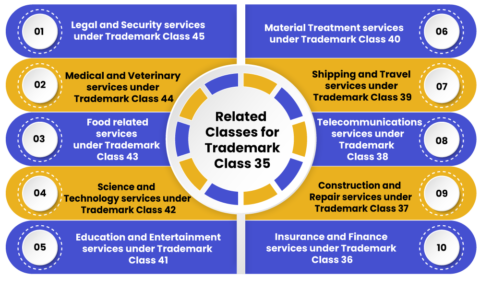 01
Legal and Security services
under Trademark Class 45
02
Medical and Veterinary
services under
Trademark Class 44
03
Food related
services
under Trademark
Class 43
04
Science and
Technology services under
Trademark Class 42
05
Education and Entertainment
services under Trademark
Class 41
Related
Classes for
Trademark
Class 35
Material Treatment services
under Trademark Class 40
06
Shipping and Travel
services under
Trademark Class 39
07
Telecommunications
services under
Trademark
Class 38
08
Construction and
Repair services under
Trademark Class 37
09
Insurance and Finance
services under Trademark
Class 36
10